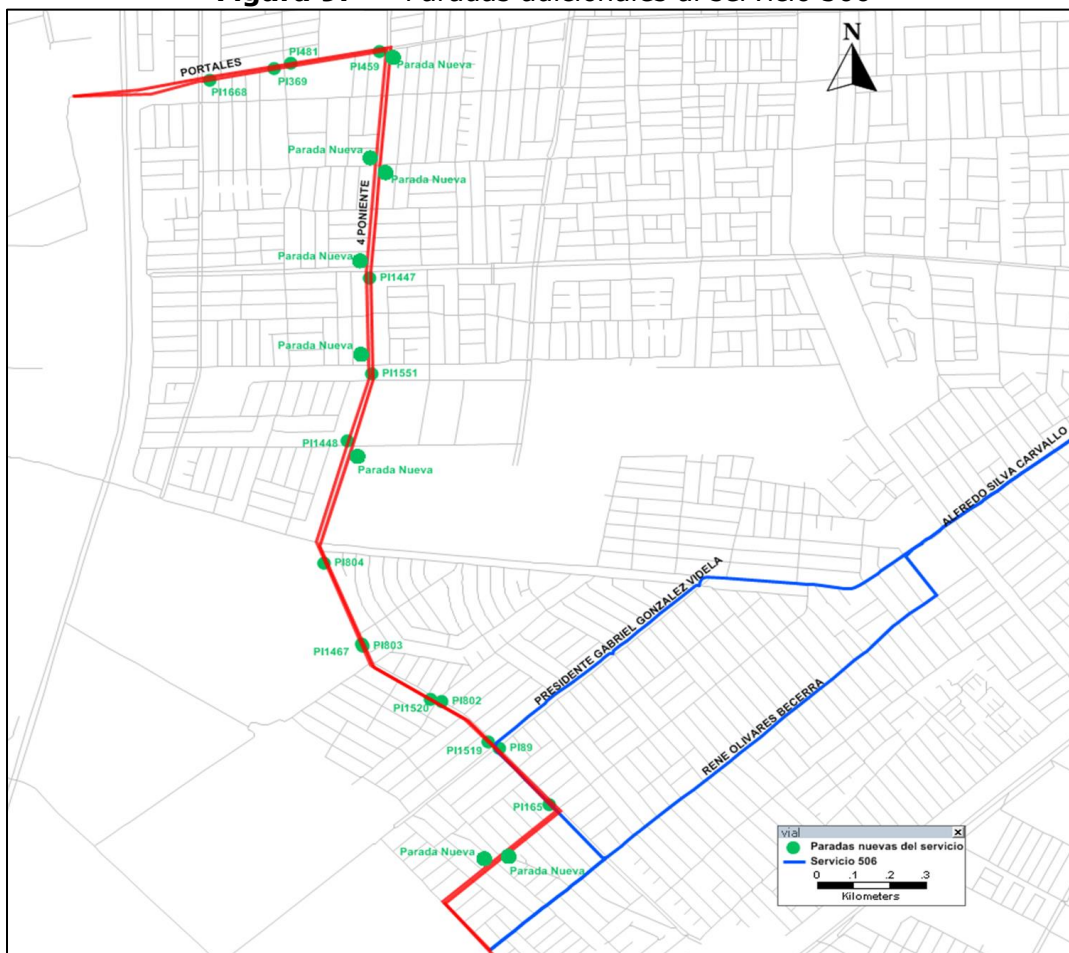 Figura 9. Paradas adicionales al servicio 506
N
PI481
PORTALES
PI459
Parada Nueva
PI369
PI1668
Parada Nueva
Parada Nueva
4 PONIENTE
Parada Nueva
PI1447
Parada Nueva
PI1551
PI1448
Parada Nueva
ALFREDO SILVA CARVALLO
PI804
PRESIDENTE GABRIEL GONZALEZ VIDELA
PI1467
PI803
PI1520
PI802
RENE OLIVARES BECERRA
PI1519
PI89
PI165
Parada Nueva
Parada Nueva
vial
Paradas nuevas del servicio
Servicio 506
0 .1 .2 .3
Kilometers